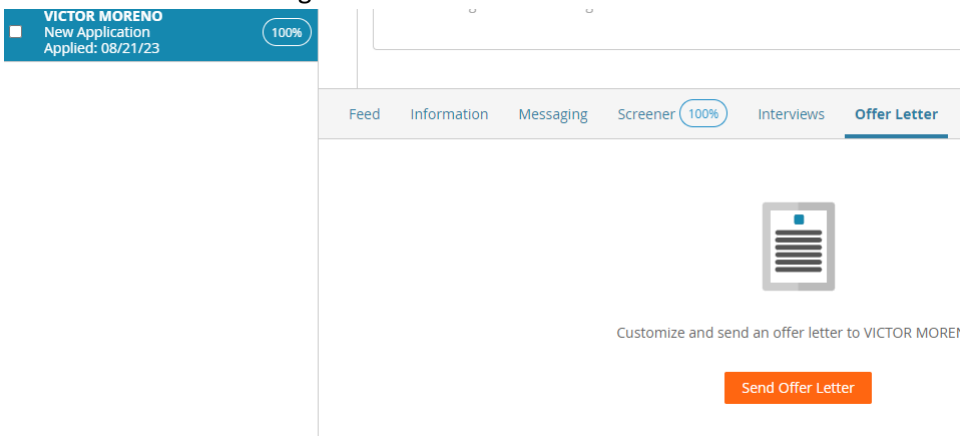 VICTOR MORENO
New Application
Applied: 08/21/23
100%
Feed Information Messaging Screener 100% Interviews Offer Letter
Customize and send an offer letter to VICTOR
Send Offer Letter